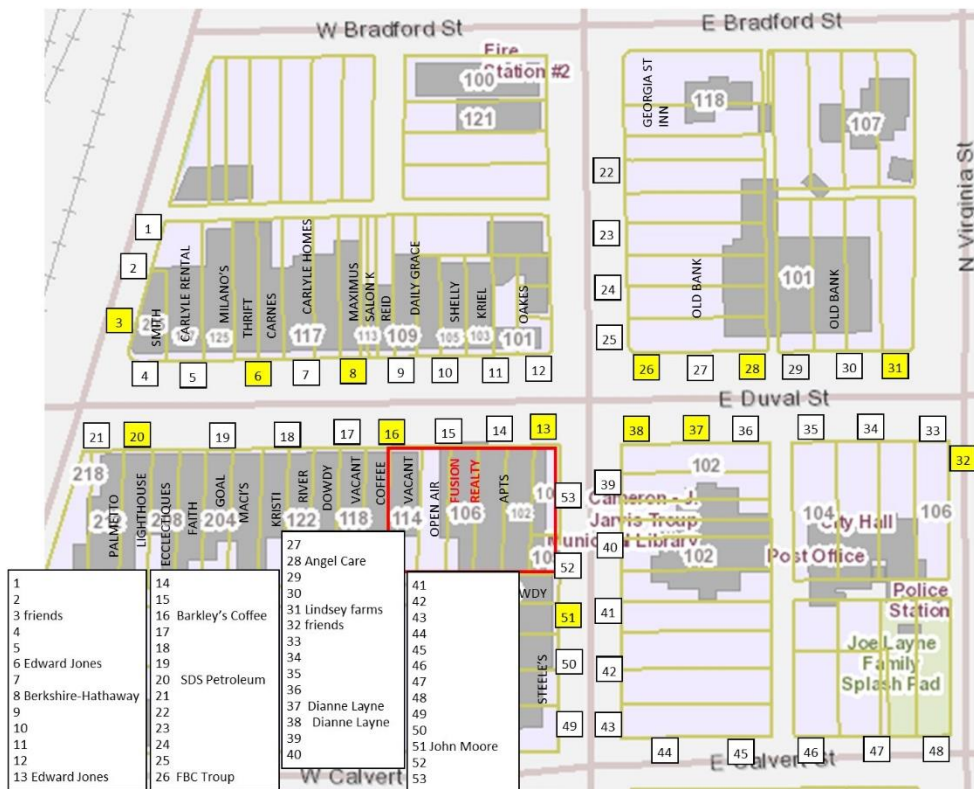 W Bradford St
E Bradford St
Fire
Station #2
100
121
GEORGIA ST
INN
118
107
N Virginia St
22
1
23
2
24
3
25
SMITH
CARLYLE RENTAL
MILANO'S
125
THRIFT
CARNES
CARLYLE HOMES
117
MAXIMUS
SALON K
113
REID
DAILY GRACE
109
SHELLY
105
KRIEL
103
OAKES
101
OLD BANK
101
OLD BANK
4
5
6
7
8
9
10
11
12
26
27
28
29
30
31
E Duval St
21
20
19
18
17
16
15
14
13
38
37
36
35
34
33
32
218
PALMETTO
LIGHTHOUSE
ECCLECTIQUES
208
FAITH
GOAL
204
MACI'S
KRISTI
RIVER
122
DOWDY
VACANT
118
COFFEE
VACANT
114
OPEN AIR
FUSION
REALTY
106
APTS
102
53
52
39
40
102
Cameron - J.
Jarvis Troup
Municipal Library
102
104
106
City Hall
Post Office
Police
Station
Joe Layne
Family
Splash Pad
WDY
51
50
STEELE'S
49
41
42
43
44
45
46
47
48
W Calvert
E Calvert St
1
2
3 friends
4
5
6 Edward Jones
7
8 Berkshire-Hathaway
9
10
11
12
13 Edward Jones
14
15
16 Barkley's Coffee
17
18
19
20 SDS Petroleum
21
22
23
24
25
26 FBC Troup
27
28 Angel Care
29
30
31 Lindsey farms
32 friends
33
34
35
36
37 Dianne Layne
38 Dianne Layne
39
40
41
42
43
44
45
46
47
48
49
50
51 John Moore
52
53